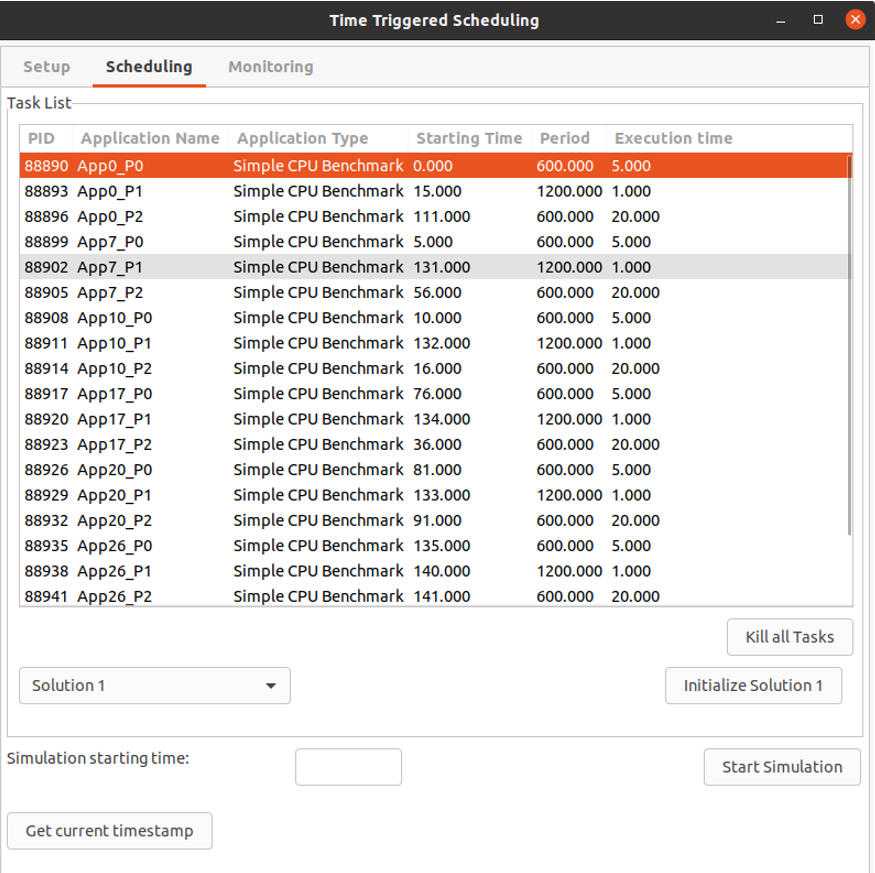 Time Triggered Scheduling
Setup Scheduling Monitoring
Task List
PID Application Name Application Type Starting Time Period Execution time
88890 App0_P0 Simple CPU Benchmark 0.000 600.000 5.000
88893 App0_P1 Simple CPU Benchmark 15.000 1200.000 1.000
88896 App0_P2 Simple CPU Benchmark 111.000 600.000 20.000
88899 App7_P0 Simple CPU Benchmark 5.000 600.000 5.000
88902 App7_P1 Simple CPU Benchmark 131.000 1200.000 1.000
88905 App7_P2 Simple CPU Benchmark 56.000 600.000 20.000
88908 App10_P0 Simple CPU Benchmark 10.000 600.000 5.000
88911 App10_P1 Simple CPU Benchmark 132.000 1200.000 1.000
88914 App10_P2 Simple CPU Benchmark 16.000 600.000 20.000
88917 App17_P0 Simple CPU Benchmark 76.000 600.000 5.000
88920 App17_P1 Simple CPU Benchmark 134.000 1200.000 1.000
88923 App17_P2 Simple CPU Benchmark 36.000 600.000 20.000
88926 App20_P0 Simple CPU Benchmark 81.000 600.000 5.000
88929 App20_P1 Simple CPU Benchmark 133.000 1200.000 1.000
88932 App20_P2 Simple CPU Benchmark 91.000 600.000 20.000
88935 App26_P0 Simple CPU Benchmark 135.000 600.000 5.000
88938 App26_P1 Simple CPU Benchmark 140.000 1200.000 1.000
88941 App26_P2 Simple CPU Benchmark 141.000 600.000 20.000
Kill all Tasks
Solution 1 Initialize Solution 1
Simulation starting time: Start Simulation
Get current timestamp